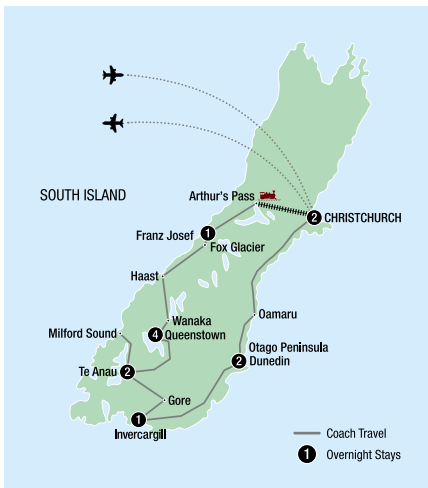 SOUTH ISLAND
Arthur's Pass
2 CHRISTCHURCH
Franz Josef 1
Fox Glacier
Haast
Oamaru
Wanaka
Milford Sound
4 Queenstown
Otago Peninsula
2 Dunedin
Te Anau 2
Gore
1
Invercargill
Coach Travel
1 Overnight Stays